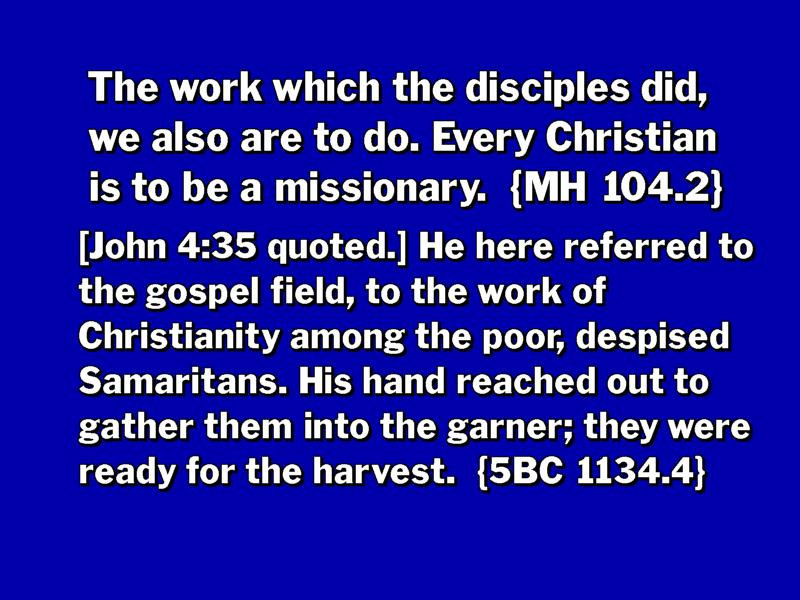 The work which the disciples did,
we also are to do. Every Christian
is to be a missionary.  {MH 104.2}
[John 4:35 quoted.] He here referred to
the gospel field, to the work of
Christianity among the poor, despised
Samaritans. His hand reached out to
gather them into the garner; they were
ready for the harvest.  {5BC 1134.4}